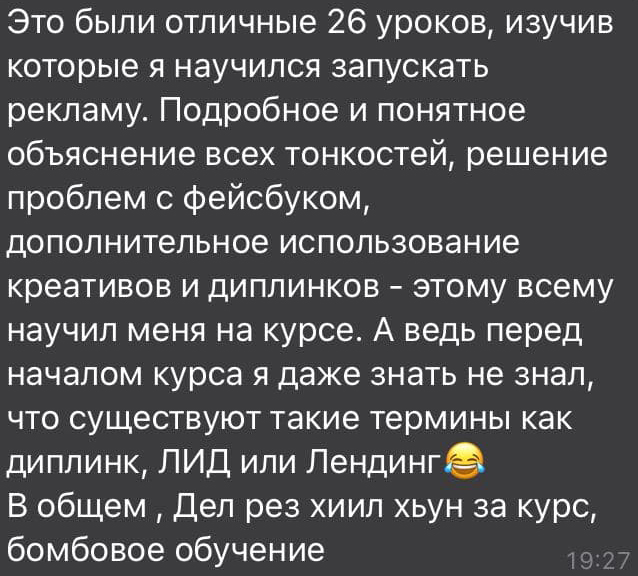 Это были отличные 26 уроков, изучив
которые я научился запускать
рекламу. Подробное и понятное
объяснение всех тонкостей, решение
проблем с фейсбуком,
дополнительное использование
креативов и диплинков - этому всему
научил меня на курсе. А ведь перед
началом курса я даже знать не знал,
что существуют такие термины как
диплинк, ЛИД или Лендинг😂
В общем , Дел рез хиил хьун за курс,
бомбовое обучение
19:27